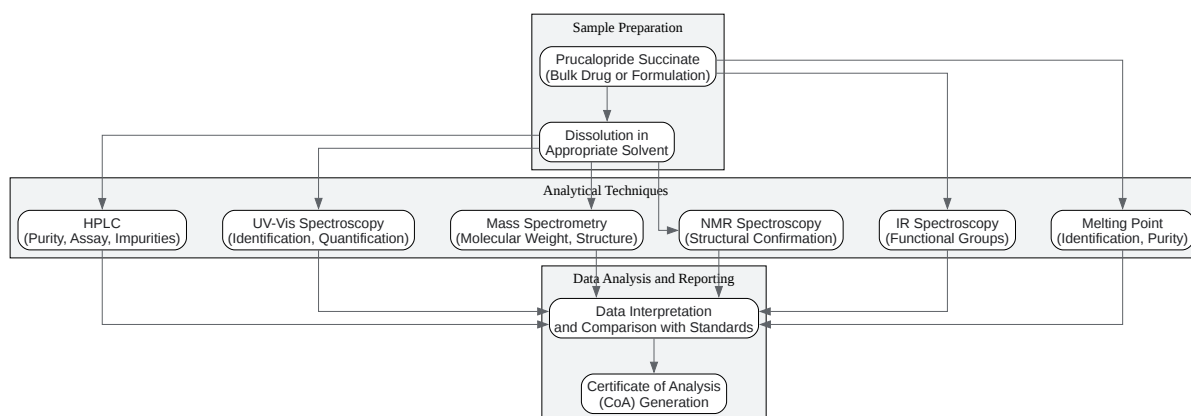 Sample Preparation
Prucalopride Succinate
(Bulk Drug or Formulation)
Dissolution in
Appropriate Solvent
Analytical Techniques
HPLC
(Purity, Assay, Impurities)
UV-Vis Spectroscopy
(Identification, Quantification)
Mass Spectrometry
(Molecular Weight, Structure)
NMR Spectroscopy
(Structural Confirmation)
IR Spectroscopy
(Functional Groups)
Melting Point
(Identification, Purity)
Data Analysis and Reporting
Data Interpretation
and Comparison with Standards
Certificate of Analysis
(CoA) Generation